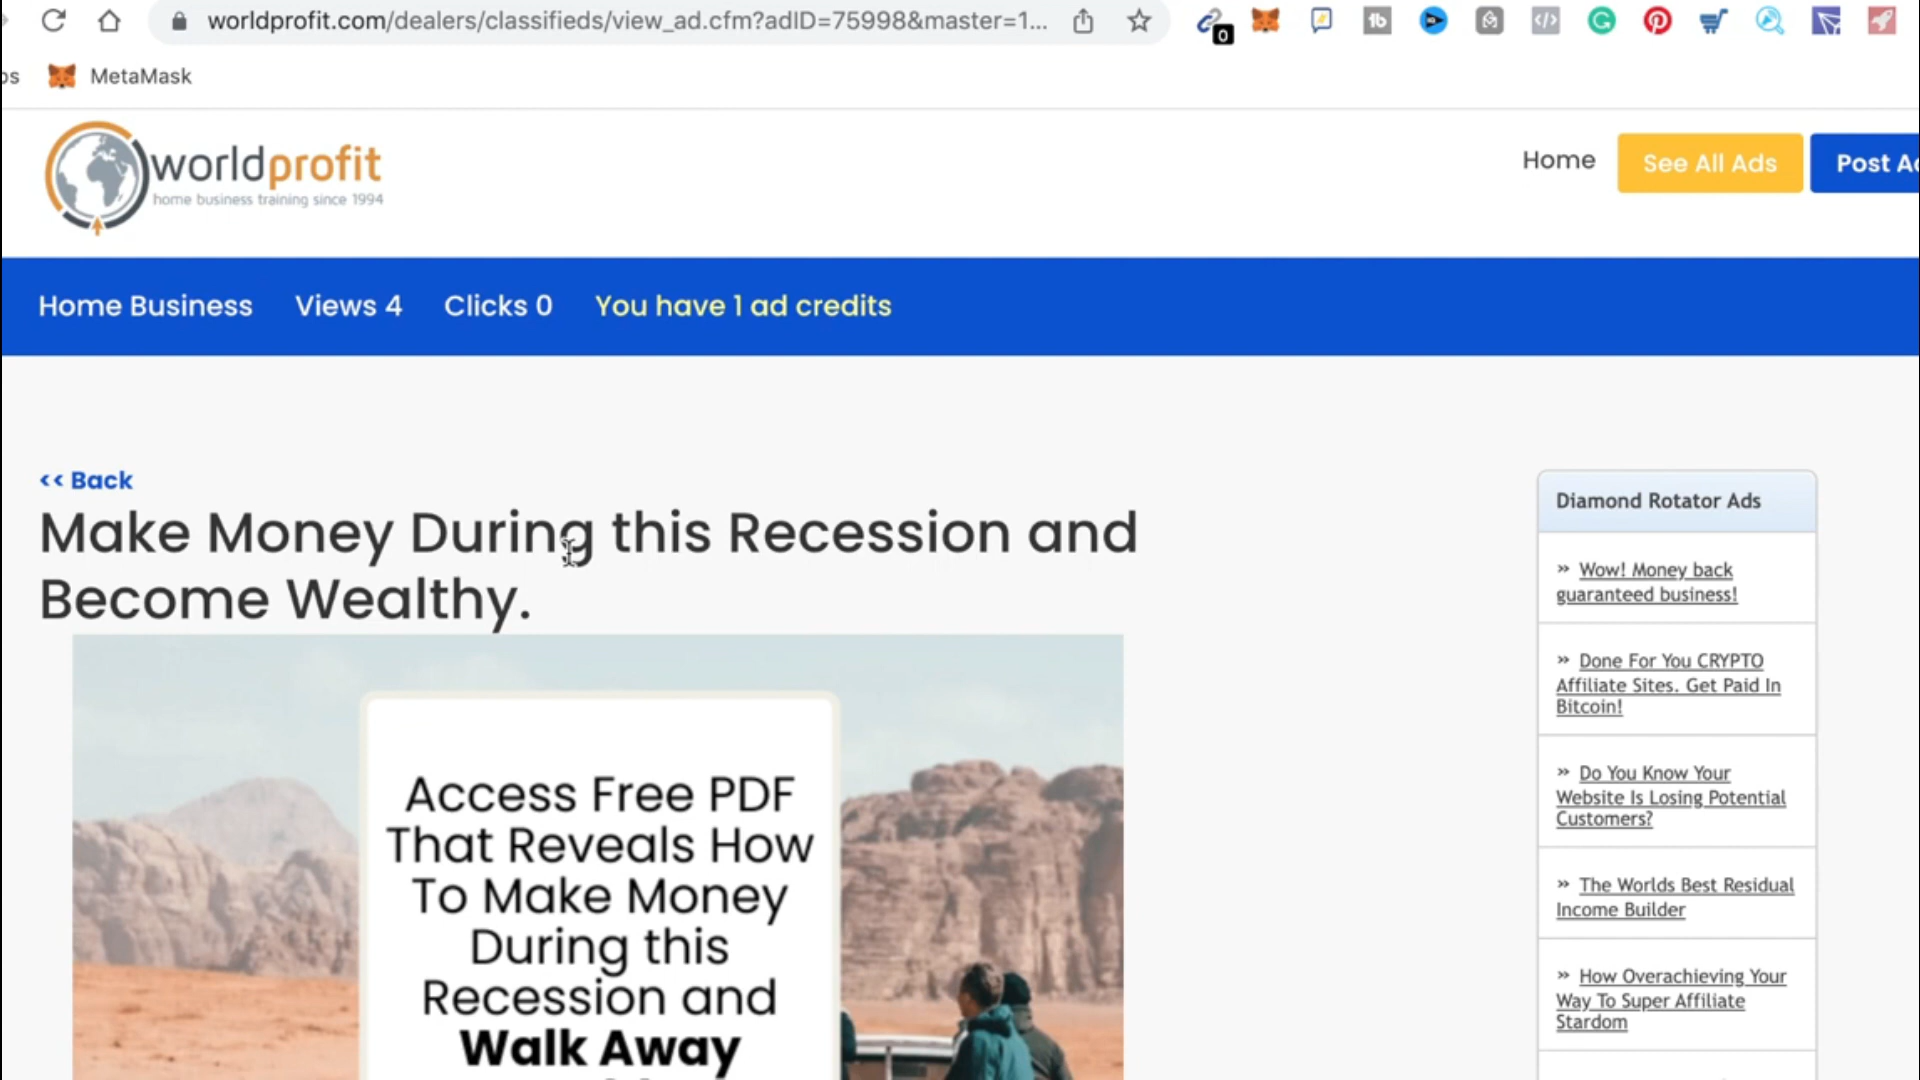 worldprofit.com/dealers/classifieds/view_ad.cfm?adID=75998&master=1...
0
MetaMask
worldprofit
home business training since 1994
Home
See All Ads
Post
Home Business
Views 4
Clicks 0
You have 1 ad credits
<< Back
Make Money During this Recession and
Become Wealthy.
Access Free PDF
That Reveals How
To Make Money
During this
Recession and
Walk Away
Diamond Rotator Ads
» Wow! Money back
guaranteed business!
» Done For You CRYPTO
Affiliate Sites. Get Paid In
Bitcoin!
» Do You Know Your
Website Is Losing Potential
Customers?
» The Worlds Best Residual
Income Builder
» How Overachieving Your
Way To Super Affiliate
Stardom